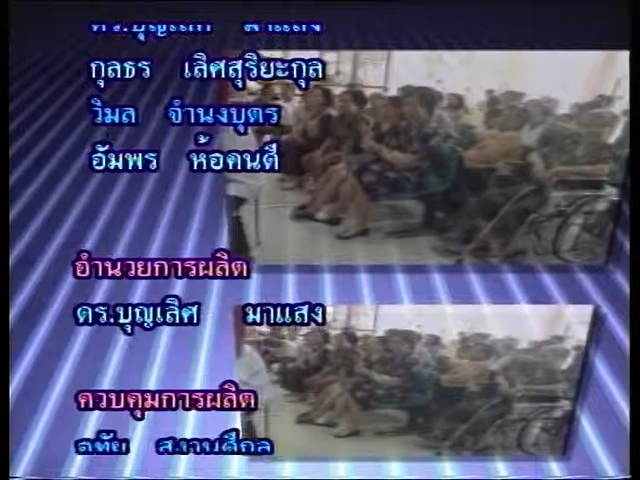 กุลธร เลิศสุริยะกุล
วิมล จำนงบุตร
อัมพร ห้อคนดี
อำนวยการผลิต
ดร.บุญเลิศ มาแสง
ควบคุมการผลิต